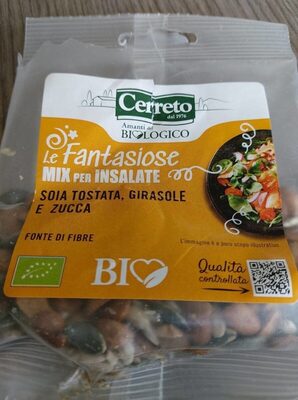 Cerreto
dal 1976
Amanti del
BIOLOGICO
Le Fantasiose
MIX PER INSALATE
SOIA TOSTATA, GIRASOLE
E ZUCCA
L'immagine è a puro scopo illustrativo
FONTE DI FIBRE
BIO
Qualità
controllata